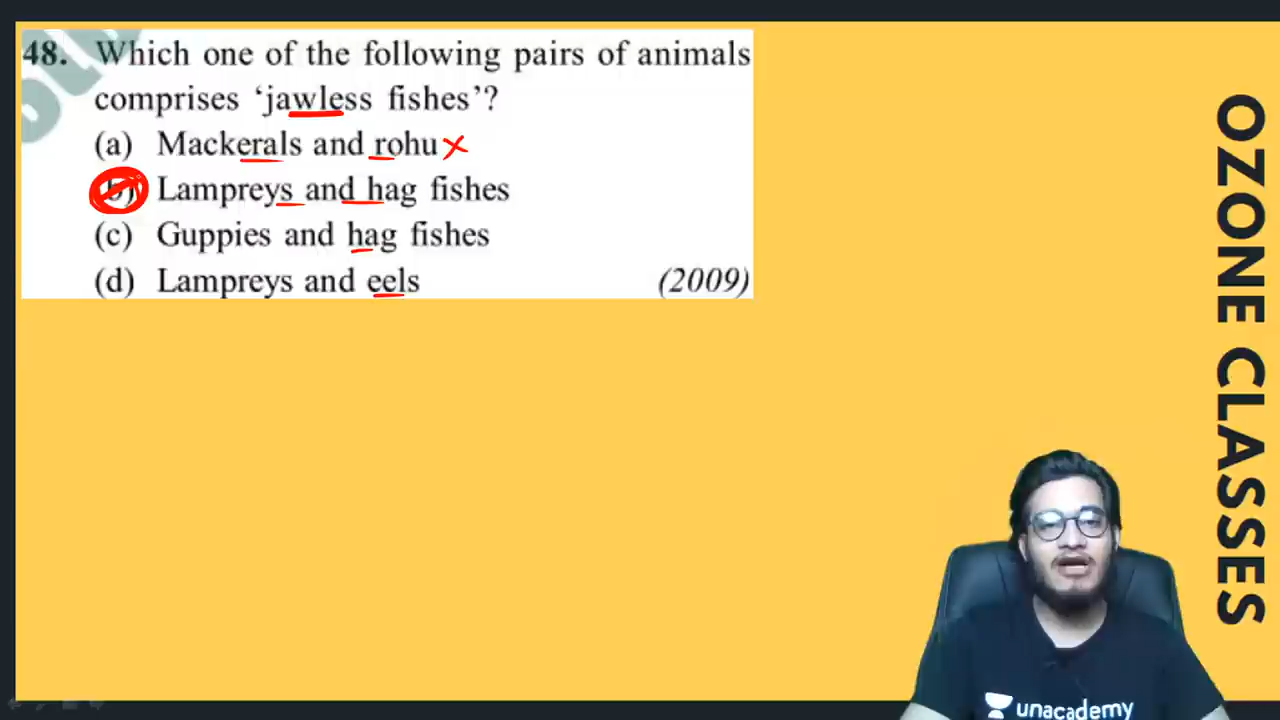 48. Which one of the following pairs of animals
comprises ‘jawless fishes’?
(a) Mackerals and rohu
(b) Lampreys and hag fishes
(c) Guppies and hag fishes
(d) Lampreys and eels (2009)
OZONE CLASSES
unacademy